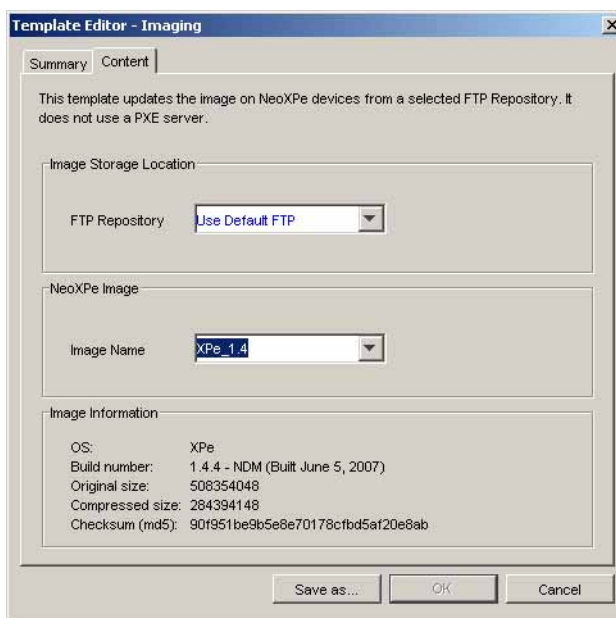 Template Editor - Imaging
Summary
Content
This template updates the image on NeoXPe devices from a selected FTP Repository. It
does not use a PXE server.
Image Storage Location
FTP Repository
Use Default FTP
NeoXPe Image
Image Name
XPe_1.4
Image Information
OS: XPe
Build number: 1.4.4 - NDM (Built June 5, 2007)
Original size: 508354048
Compressed size: 284394148
Checksum (md5): 90f951be9b5e8e70178cfbd5af20e8ab
Save as...
OK
Cancel